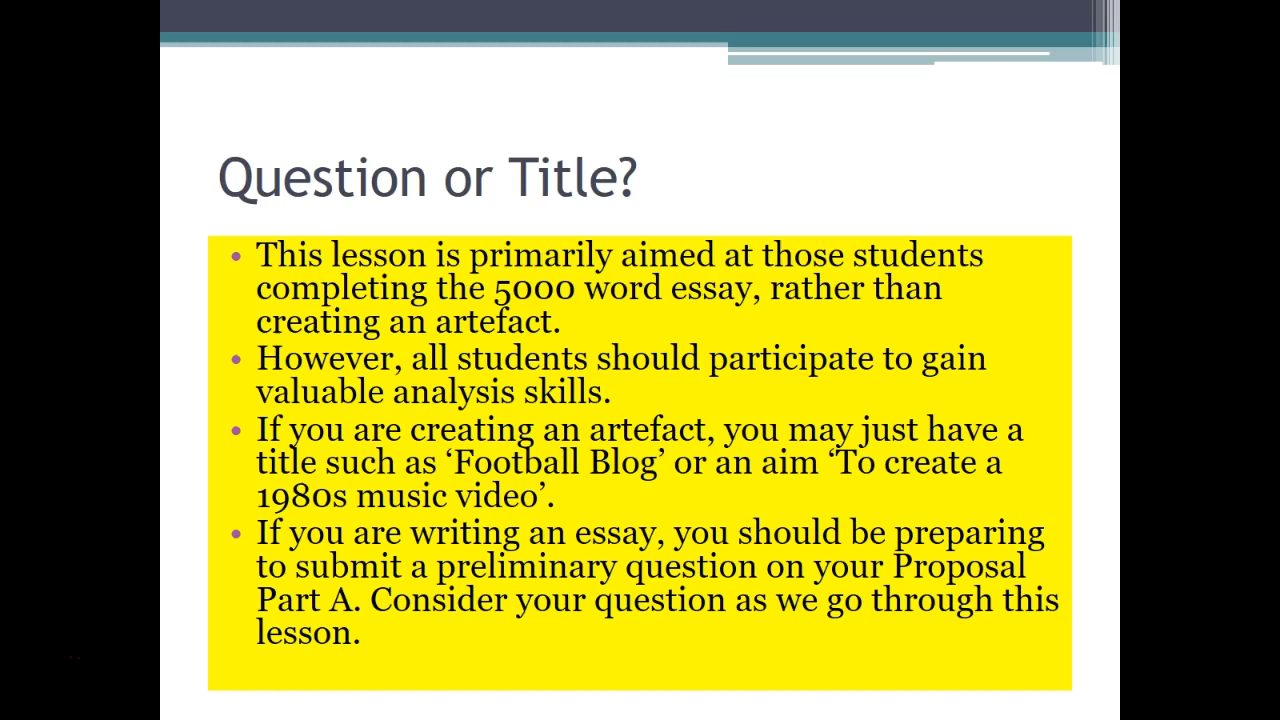 Question or Title?
• This lesson is primarily aimed at those students
completing the 5000 word essay, rather than
creating an artefact.
• However, all students should participate to gain
valuable analysis skills.
• If you are creating an artefact, you may just have a
title such as ‘Football Blog’ or an aim ‘To create a
1980s music video’.
• If you are writing an essay, you should be preparing
to submit a preliminary question on your Proposal
Part A. Consider your question as we go through this
lesson.